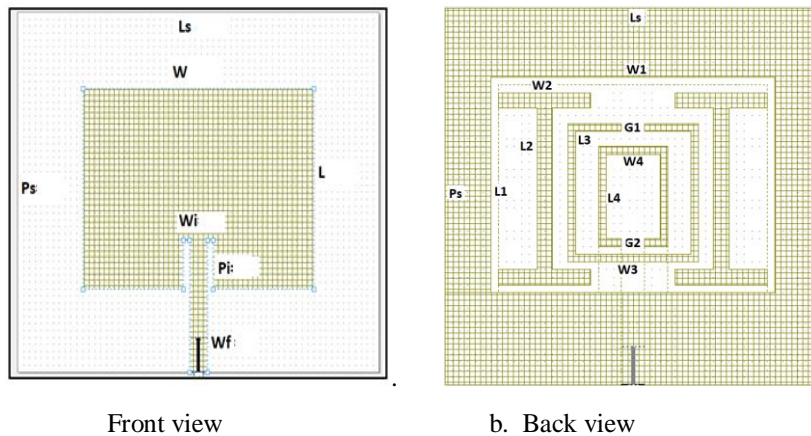 Ls
W
Ps
L
Wi
Pi
Wf
.
Front view
Ls
W1
W2
G1
L3
L2
W4
Ps
L1
L4
G2
W3
b. Back view